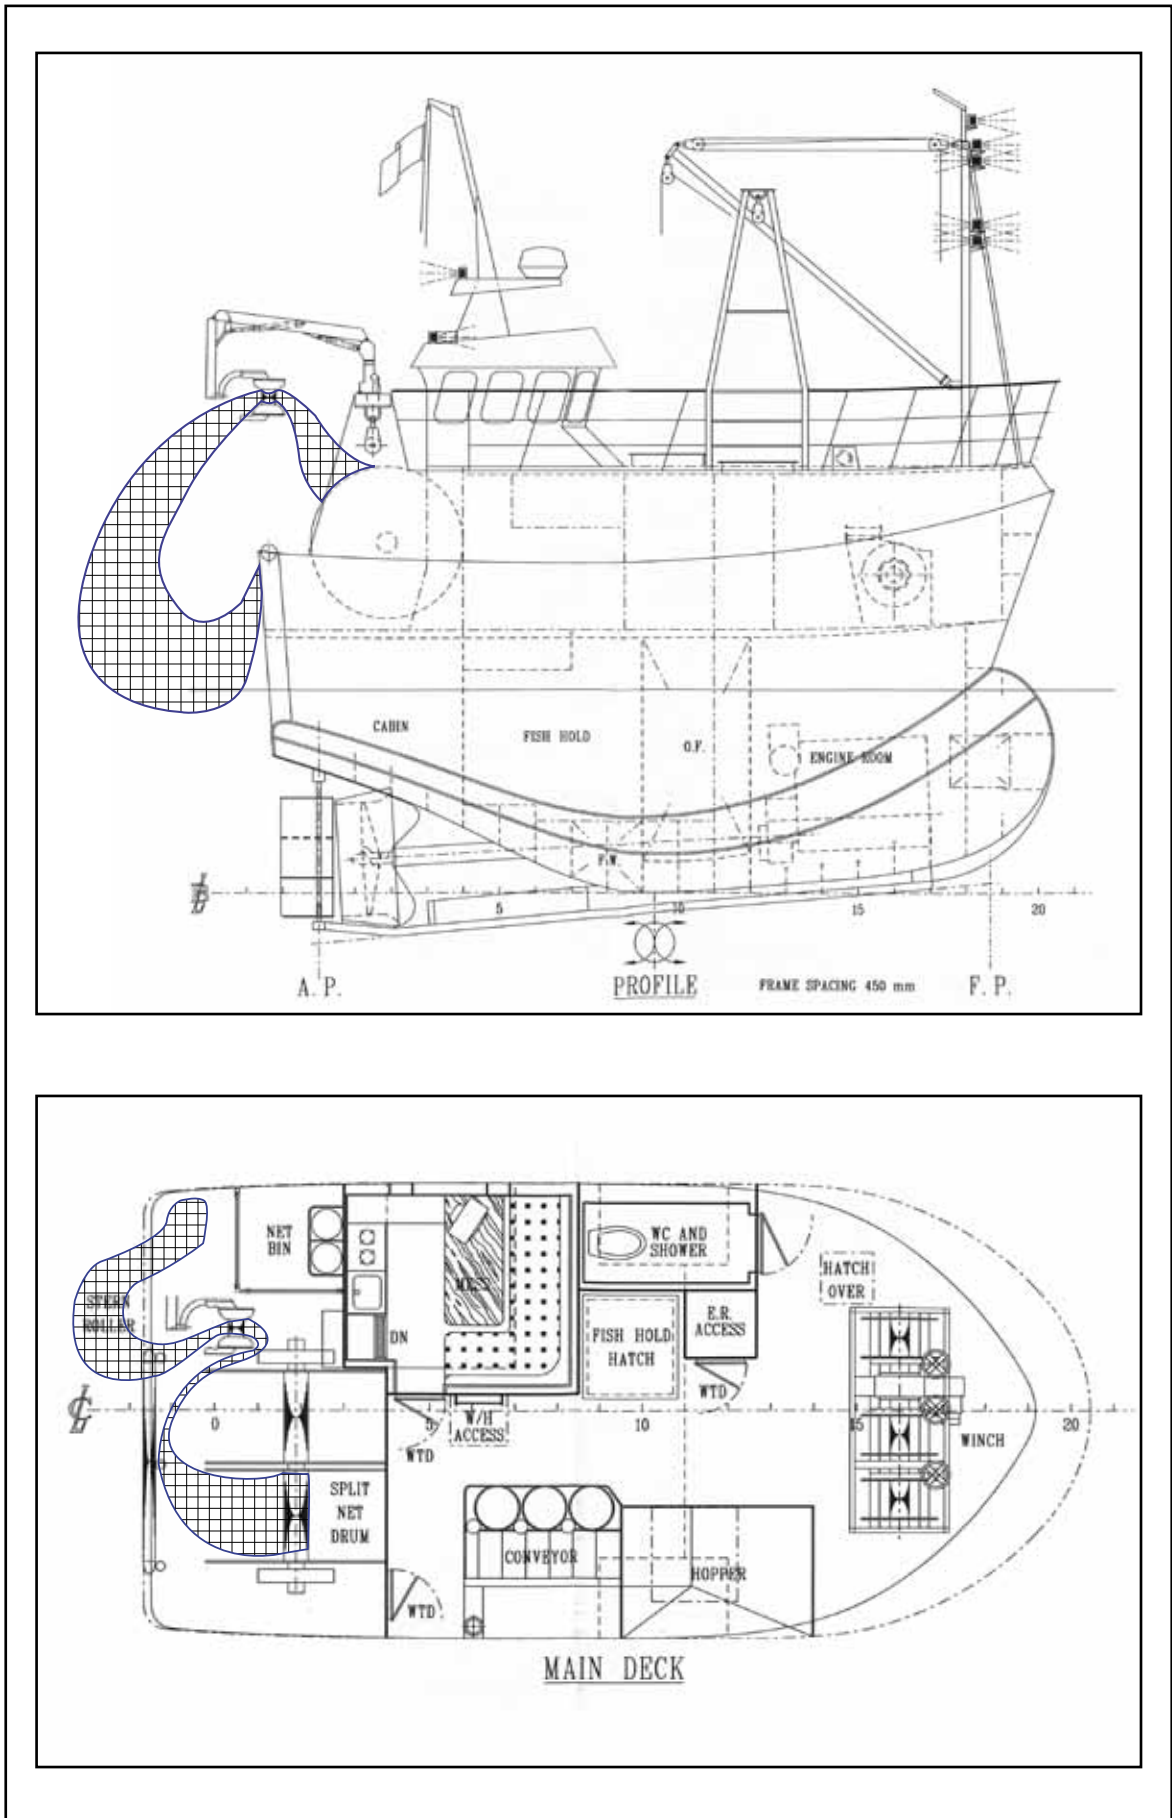 CABIN
FISH HOLD
O.F.
ENGINE ROOM
F.W.
5
10
15
20
A. P.
PROFILE
FRAME SPACING 450 mm
F. P.
NET
BIN
WC AND
SHOWER
HATCH
OVER
MESS
STERN
ROLLER
DN
E.R.
ACCESS
FISH HOLD
HATCH
WTD
0
5
W/H
ACCESS
WTD
10
15
20
WINCH
SPLIT
NET
DRUM
CONVEYOR
HOPPER
WTD
MAIN DECK